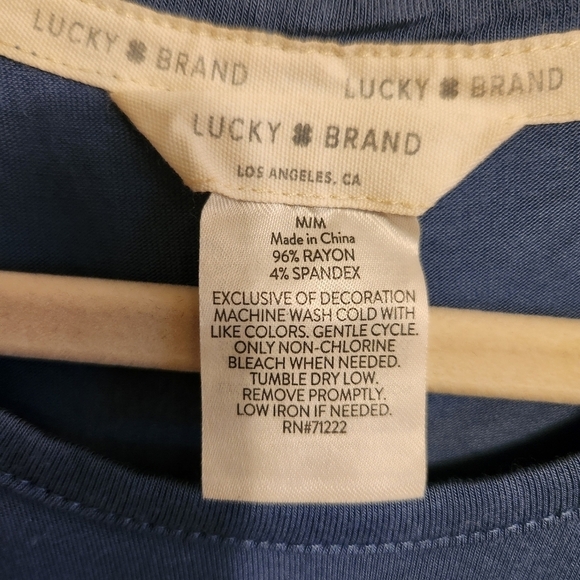 LUCKY BRAND
LUCKY BRAND
LUCKY BRAND
LOS ANGELES, CA
M/M
Made in China
96% RAYON
4% SPANDEX
EXCLUSIVE OF DECORATION
MACHINE WASH COLD WITH
LIKE COLORS. GENTLE CYCLE.
ONLY NON-CHLORINE
BLEACH WHEN NEEDED.
TUMBLE DRY LOW.
REMOVE PROMPTLY.
LOW IRON IF NEEDED.
RN#71222